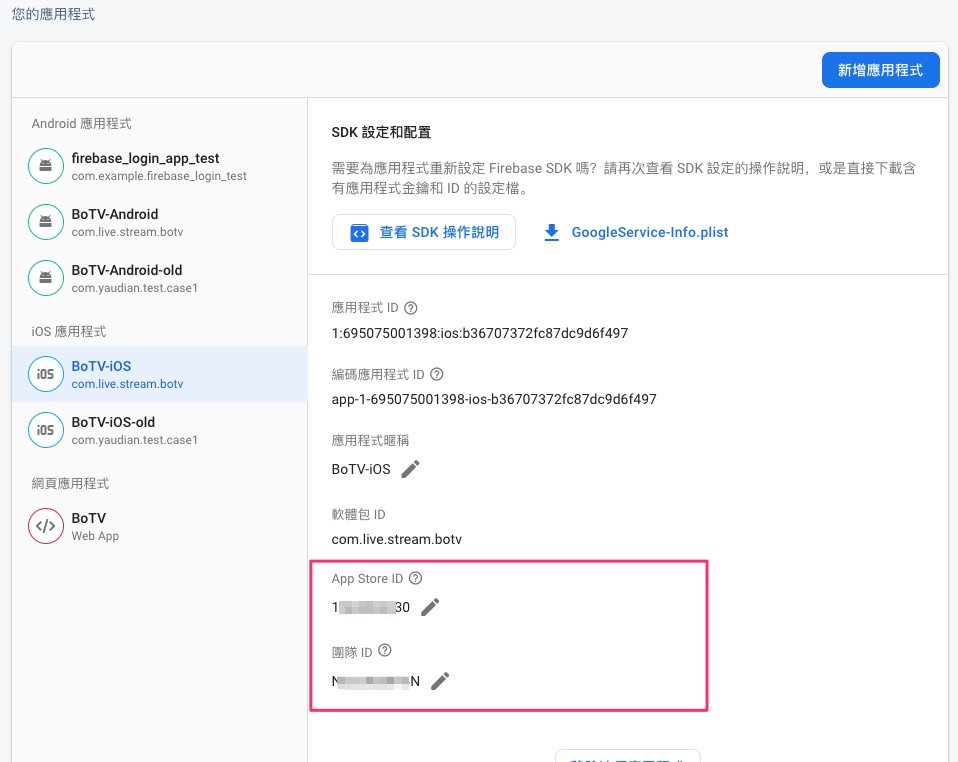 您的應用程式
新增應用程式
Android 應用程式
firebase_login_app_test
com.example.firebase_login_test
BoTV-Android
com.live.stream.botv
BoTV-Android-old
com.yaudian.test.case1
iOS 應用程式
iOS
BoTV-iOS
com.live.stream.botv
iOS
BoTV-iOS-old
com.yaudian.test.case1
網頁應用程式
BoTV
Web App
SDK 設定和配置
需要為應用程式重新設定 Firebase SDK 嗎？請再次查看 SDK 設定的操作說明，或是直接下載含
有應用程式金鑰和 ID 的設定檔。
查看 SDK 操作說明
GoogleService-Info.plist
應用程式 ID
1:695075001398:ios:b36707372fc87dc9d6f497
編碼應用程式 ID
app-1-695075001398-ios-b36707372fc87dc9d6f497
應用程式暱稱
BoTV-iOS
軟體包 ID
com.live.stream.botv
App Store ID
1 30
團隊 ID
N N